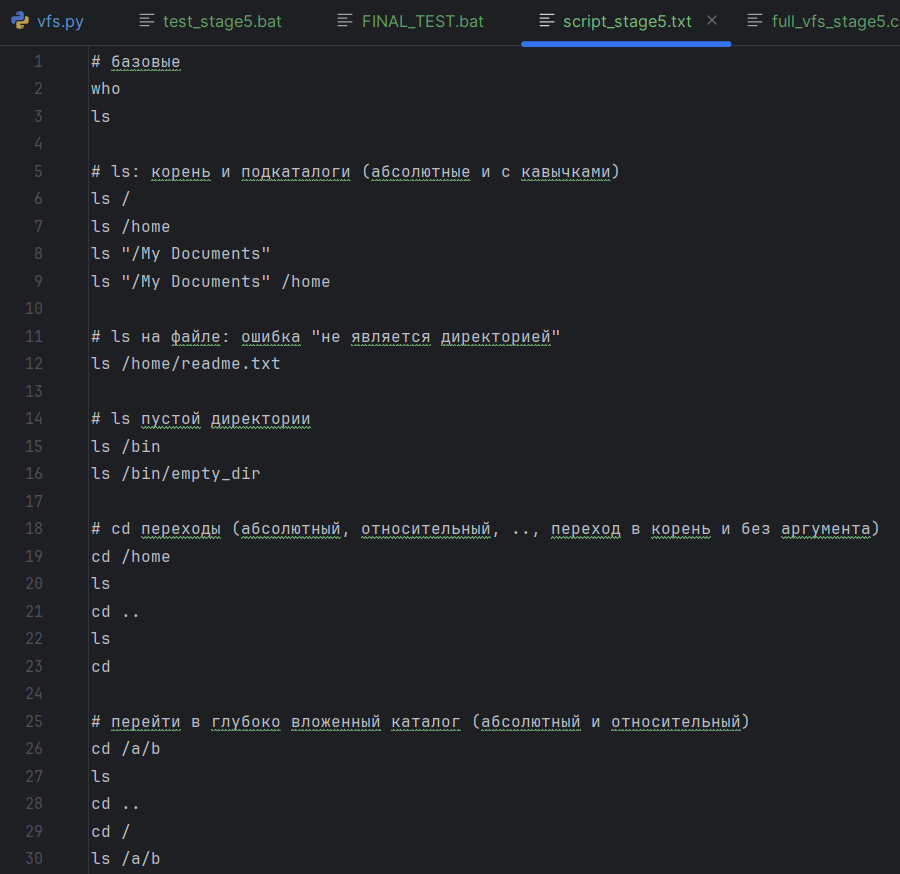 vfs.py test_stage5.bat FINAL_TEST.bat script_stage5.txt full_vfs_stage5.c
1 # базовые
2 who
3 ls
4
5 # ls: корень и подкаталоги (абсолютные и с кавычками)
6 ls /
7 ls /home
8 ls "/My Documents"
9 ls "/My Documents" /home
10
11 # ls на файле: ошибка "не является директорией"
12 ls /home/readme.txt
13
14 # ls пустой директории
15 ls /bin
16 ls /bin/empty_dir
17
18 # cd переходы (абсолютный, относительный, .., переход в корень и без аргумента)
19 cd /home
20 ls
21 cd ..
22 ls
23 cd
24
25 # перейти в глубоко вложенный каталог (абсолютный и относительный)
26 cd /a/b
27 ls
28 cd ..
29 cd /
30 ls /a/b